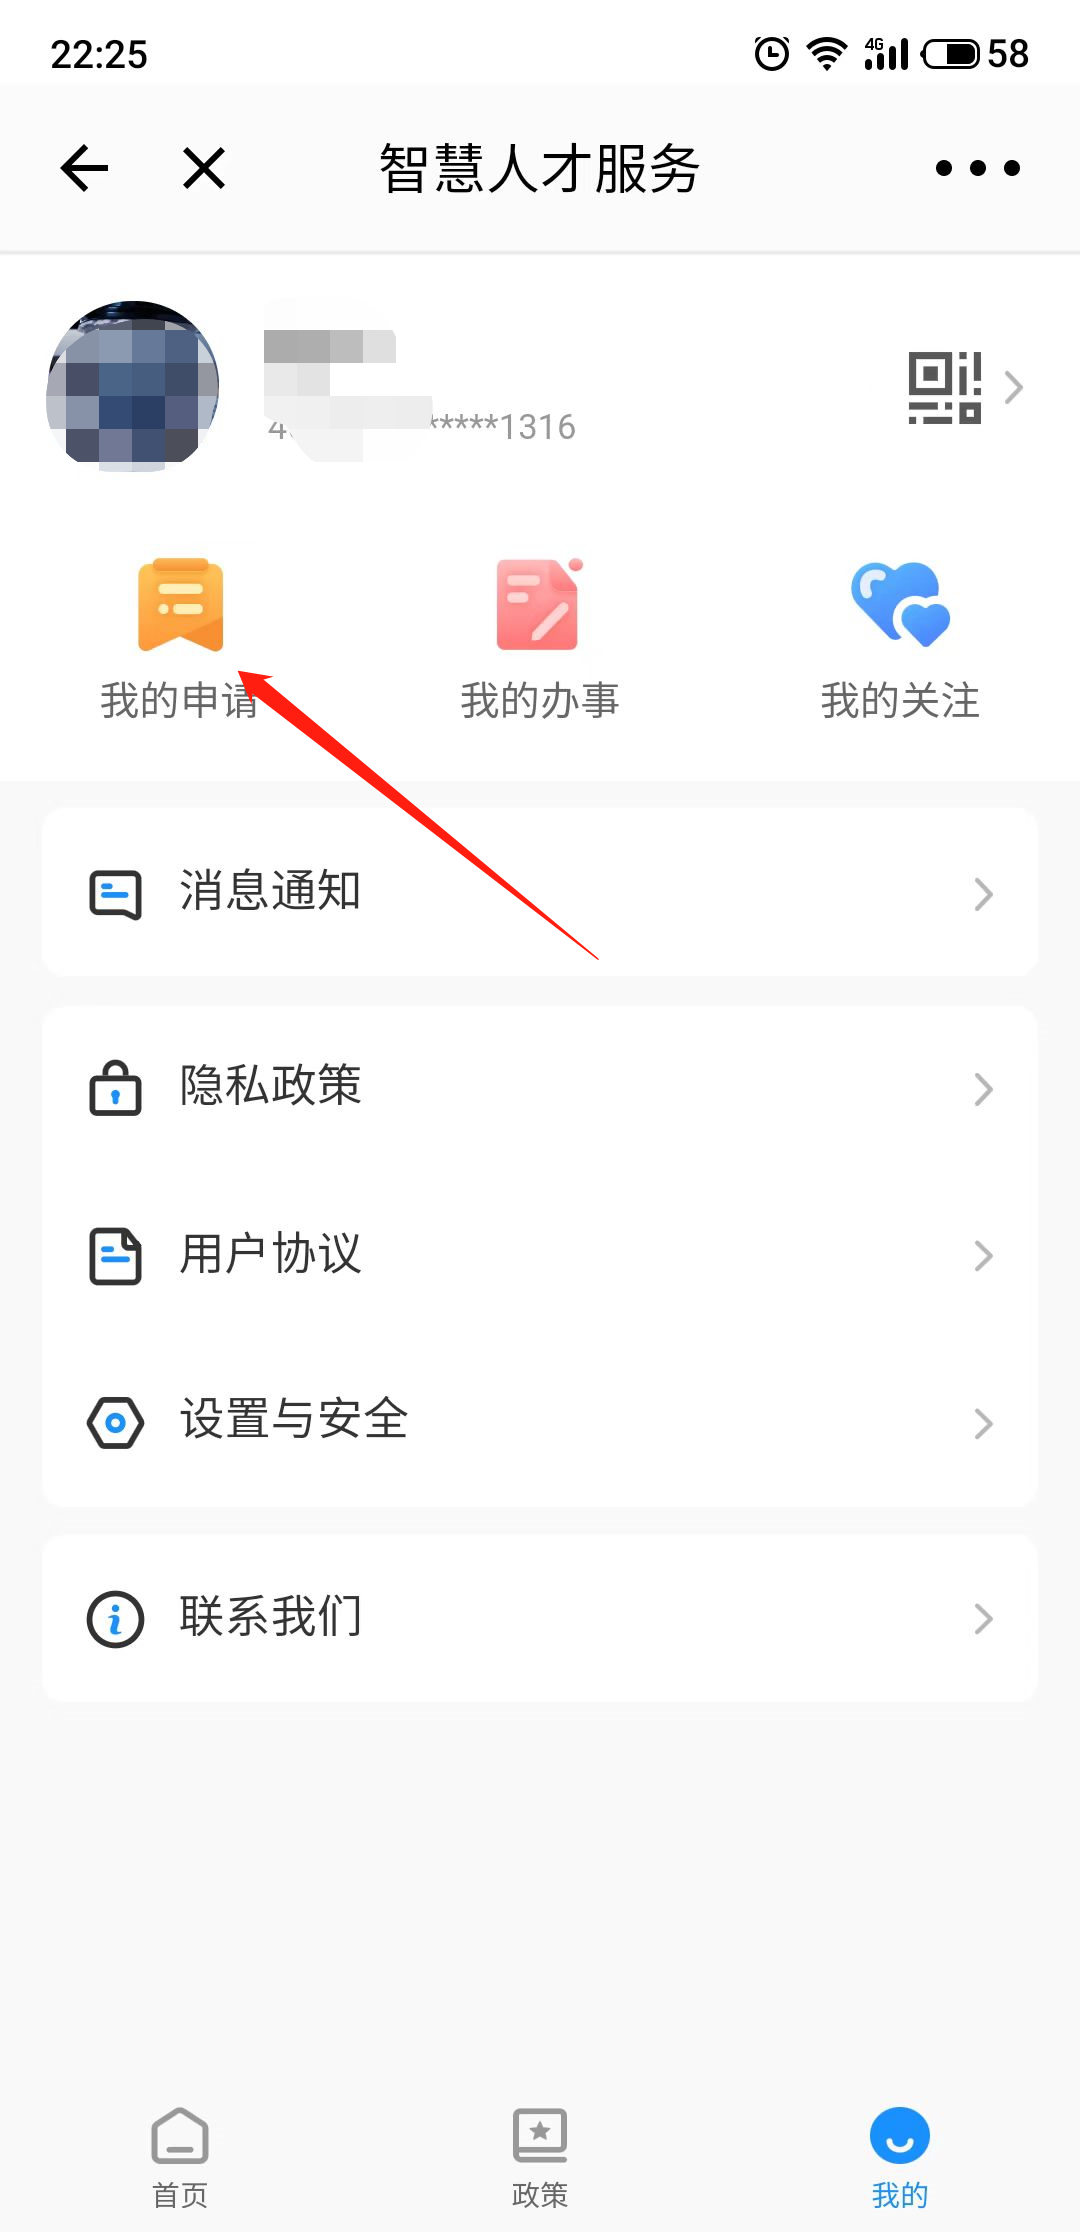 22:25
4G
58
智慧人才服务
*****1316
我的申请
我的办事
我的关注
消息通知
隐私政策
用户协议
设置与安全
联系我们
首页
政策
我的